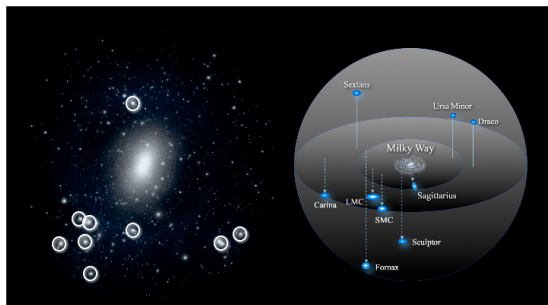 Sextans
Ursa Minor
Draco
Milky Way
Sagittarius
Carina
LMC
SMC
Sculptor
Fornax